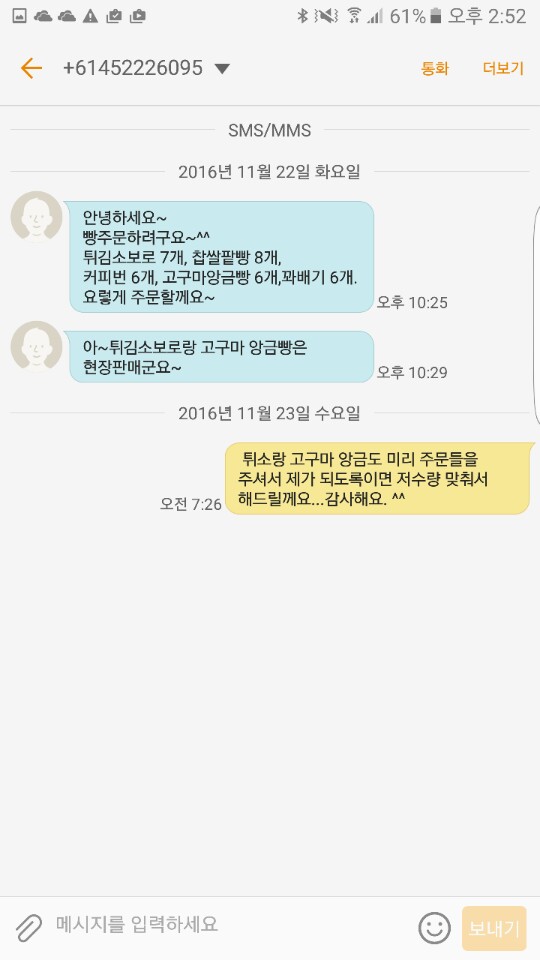 61% 오후 2:52
+61452226095
통화
더보기
SMS/MMS
2016년 11월 22일 화요일
안녕하세요~
빵주문하려구요~^^
튀김소보로 7개, 찹쌀팥빵 8개,
커피번 6개, 고구마앙금빵 6개,꽈배기 6개.
요렇게 주문할께요~
오후 10:25
아~튀김소보로랑 고구마 앙금빵은
현장판매군요~
오후 10:29
2016년 11월 23일 수요일
튀소랑 고구마 앙금도 미리 주문들을
주셔서 제가 되도록이면 저수량 맞춰서
해드릴께요...감사해요. ^^
오전 7:26
메시지를 입력하세요
보내기